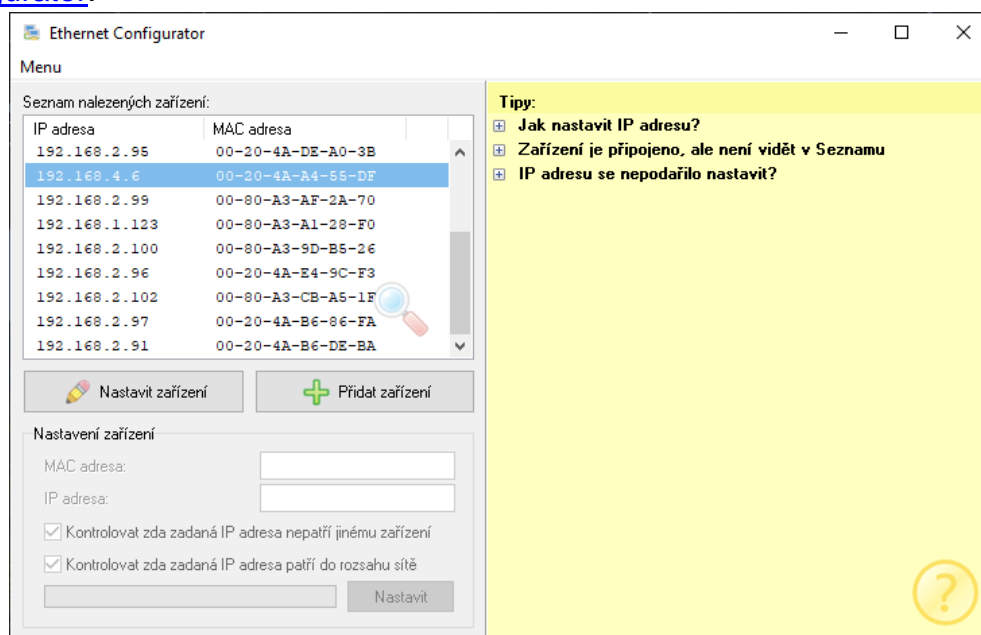 Ethernet Configurator
Menu
Seznam nalezených zařízení:
IP adresa MAC adresa
192.168.2.95 00-20-4A-DE-A0-3B
192.168.4.6 00-20-4A-A4-55-DF
192.168.2.99 00-80-A3-AF-2A-70
192.168.1.123 00-80-A3-A1-28-F0
192.168.2.100 00-80-A3-9D-B5-26
192.168.2.96 00-20-4A-E4-9C-F3
192.168.2.102 00-80-A3-CB-A5-1F
192.168.2.97 00-20-4A-B6-86-FA
192.168.2.91 00-20-4A-B6-DE-BA
Nastavit zařízení
Přidat zařízení
Nastavení zařízení
MAC adresa:
IP adresa:
Kontrolovat zda zadaná IP adresa nepatří jinému zařízení
Kontrolovat zda zadaná IP adresa patří do rozsahu sítě
Nastavit
Tipy:
Jak nastavit IP adresu?
Zařízení je připojeno, ale není vidět v Seznamu
IP adresu se nepodařilo nastavit?
?